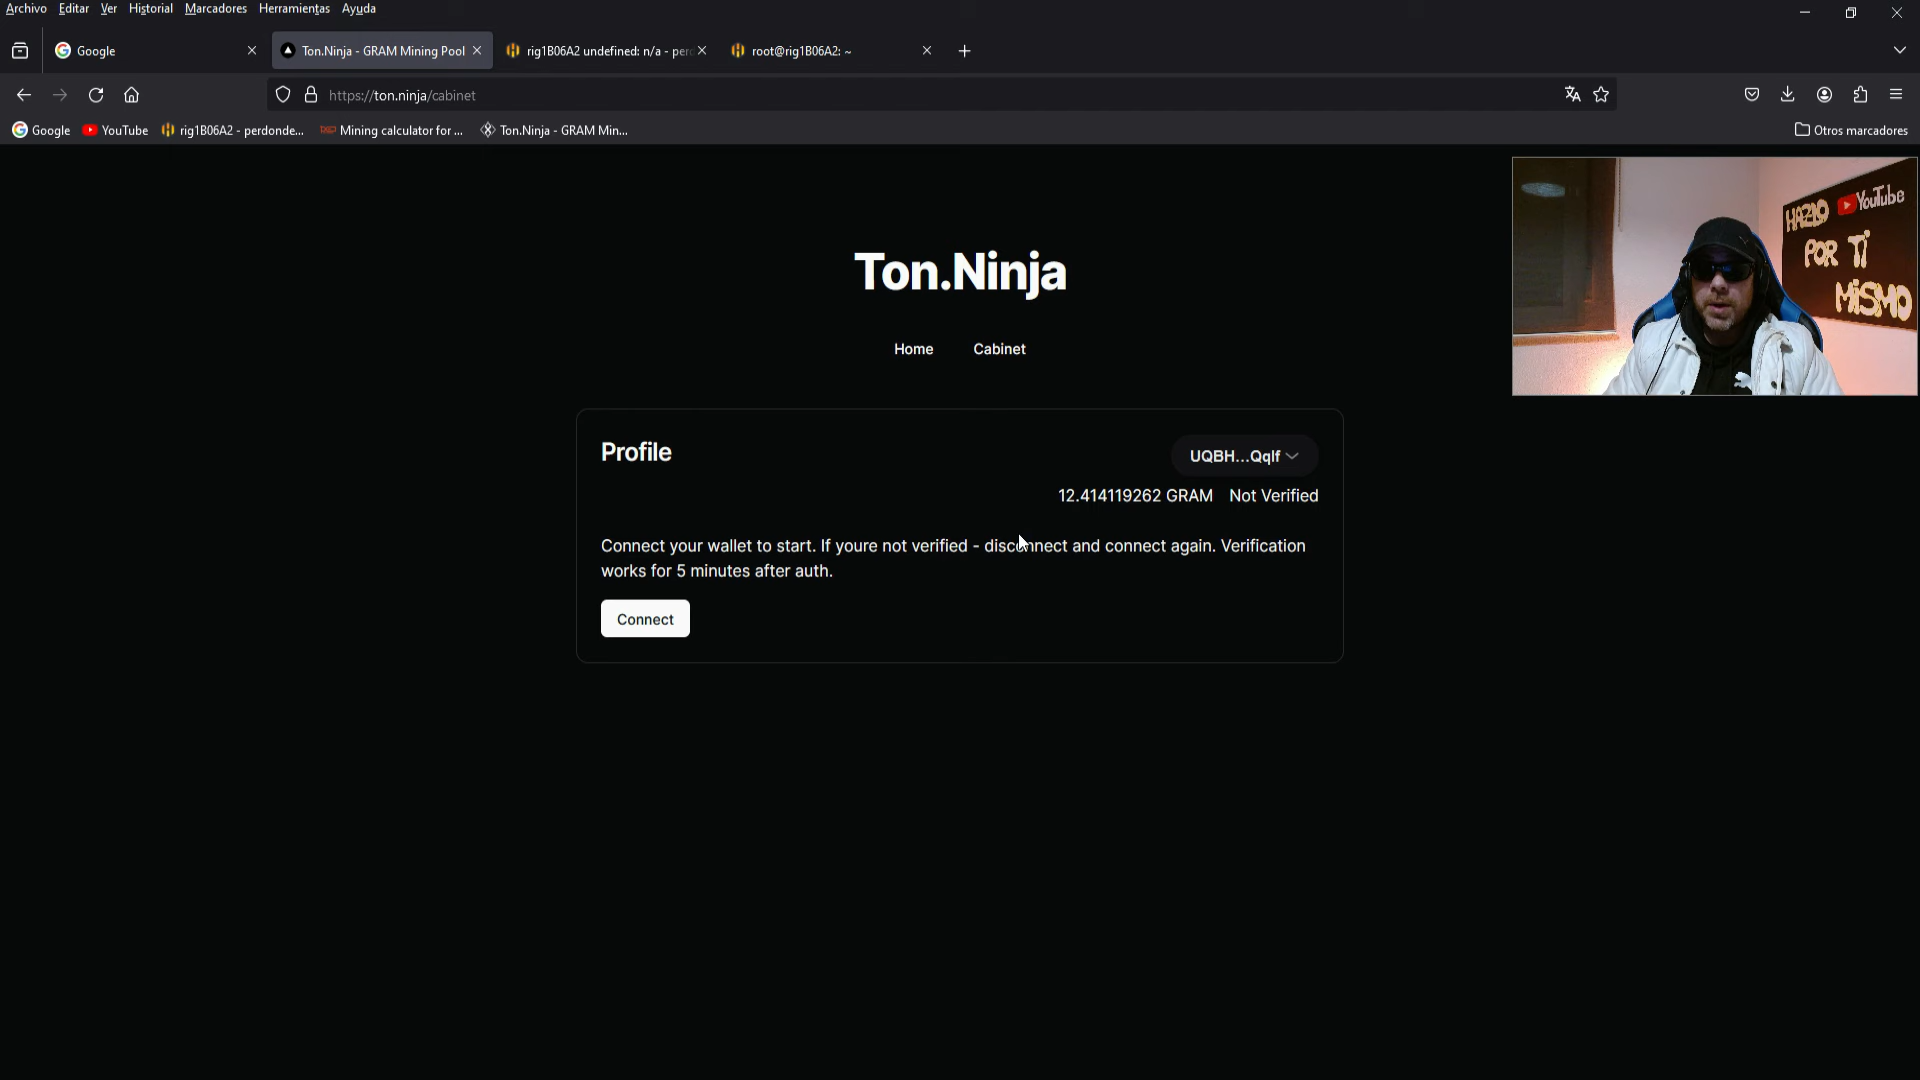 Archivo Editar Ver Historial Marcadores Herramientas Ayuda
Google
Ton.Ninja - GRAM Mining Pool
rig1B06A2 undefined: n/a - per
root@rig1B06A2: ~
https://ton.ninja/cabinet
Google
YouTube
rig1B06A2 - perdonde...
Mining calculator for ...
Ton.Ninja - GRAM Min...
Otros marcadores
Ton.Ninja
Home Cabinet
Profile
UQBH...Qqlf
12.414119262 GRAM Not Verified
Connect your wallet to start. If youre not verified - disconnect and connect again. Verification
works for 5 minutes after auth.
Connect
YouTube
HAZLO
POR TI
MISMO